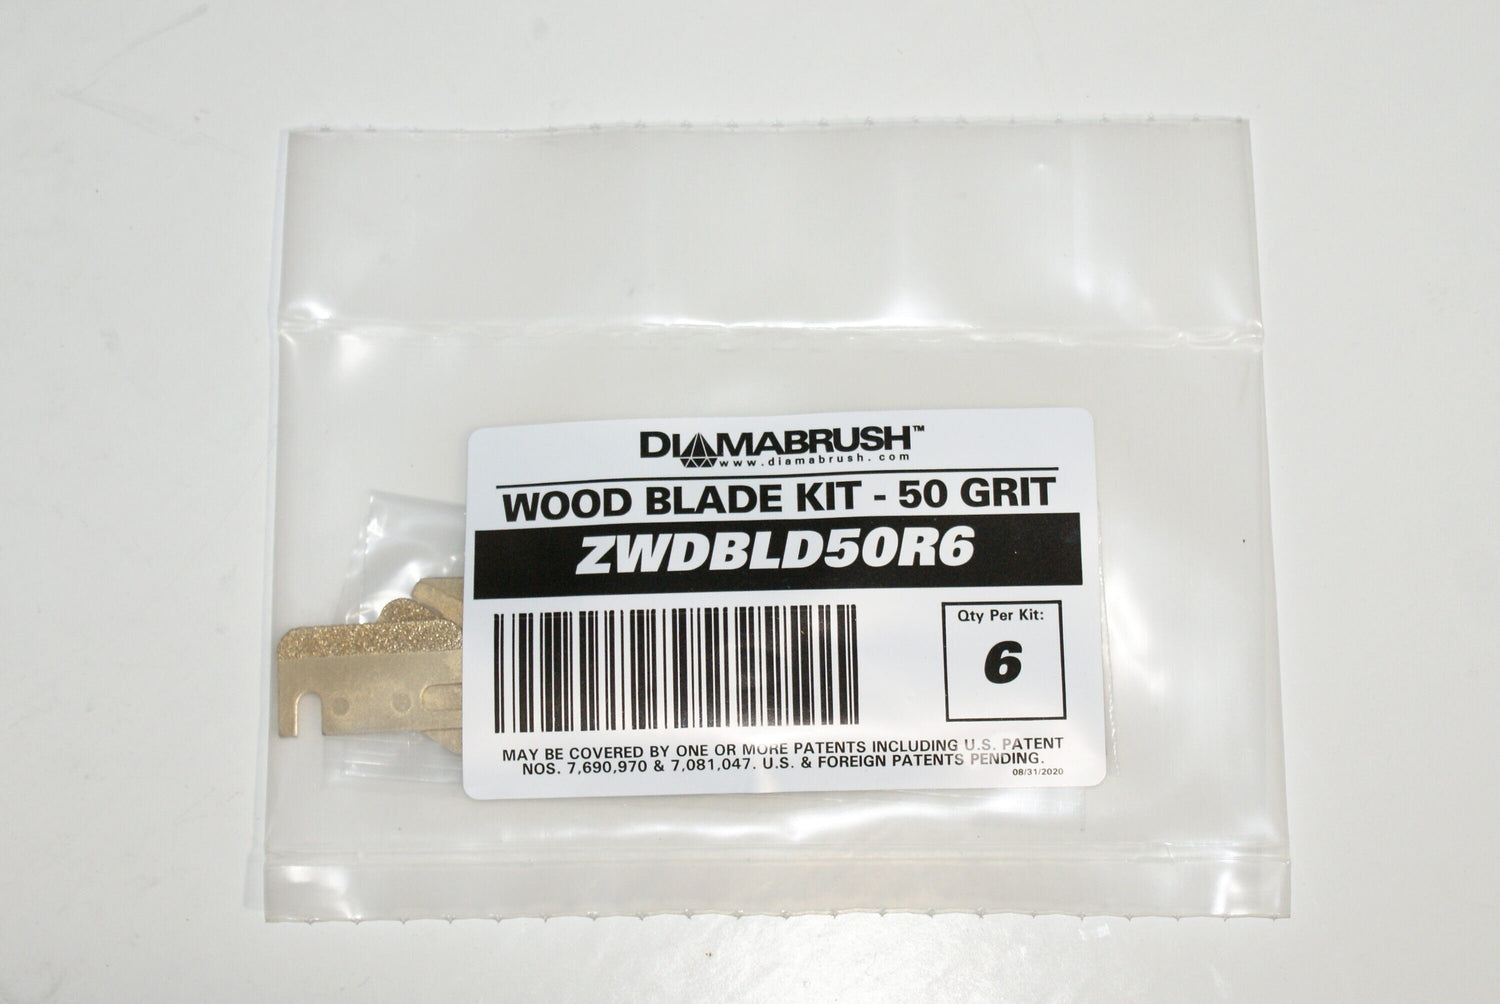 DIAMABRUSH™
www.diamabrush.com
WOOD BLADE KIT - 50 GRIT
ZWDBLD50R6
Qty Per Kit:
6
MAY BE COVERED BY ONE OR MORE PATENTS INCLUDING U.S. PATENT
NOS. 7,690,970 & 7,081,047. U.S. & FOREIGN PATENTS PENDING.
08/31/2020